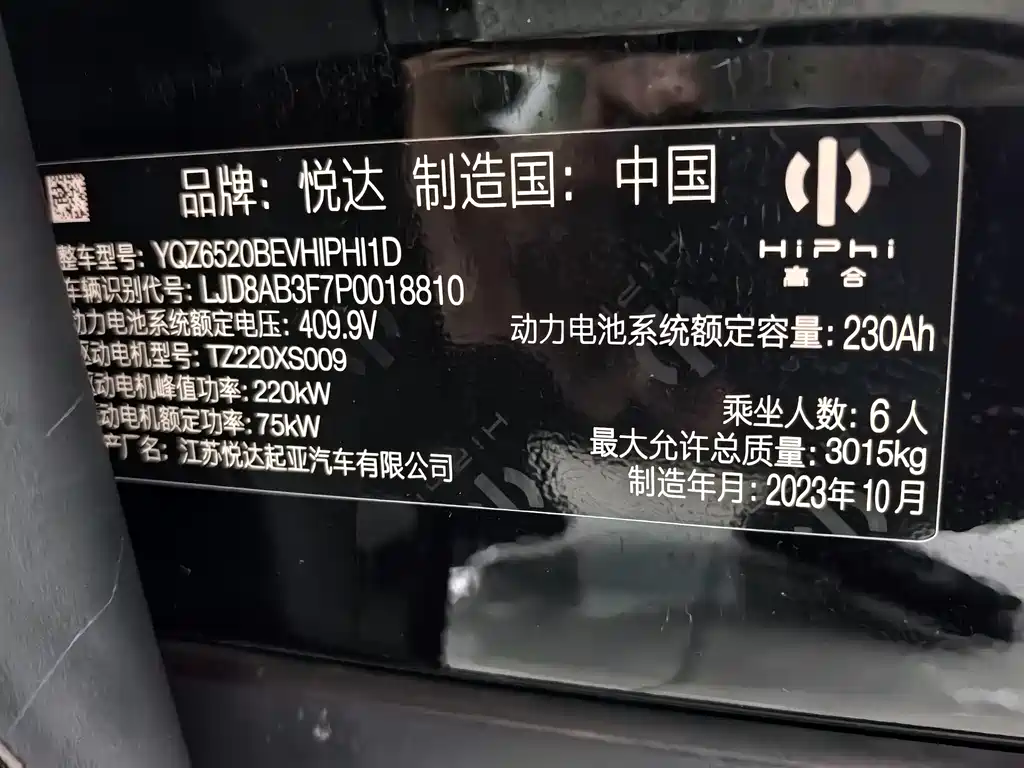 品牌：悦达 制造国：中国
HiPhi
高合
整车型号：YQZ6520BEVHIPHI1D
车辆识别代号：LJD8AB3F7P0018810
动力电池系统额定电压：409.9V 动力电池系统额定容量：230Ah
驱动电机型号：TZ220XS009
驱动电机峰值功率：220kW 乘坐人数：6人
驱动电机额定功率：75kW 最大允许总质量：3015kg
生产厂名：江苏悦达起亚汽车有限公司 制造年月：2023年10月